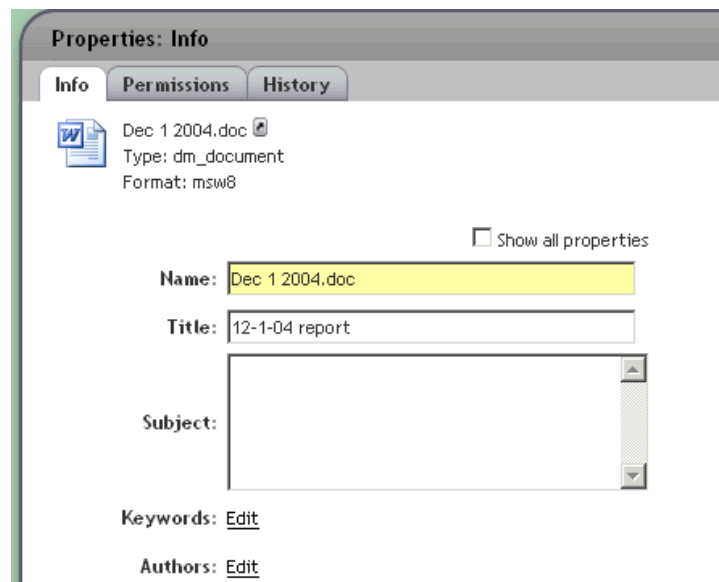 Properties: Info
Info Permissions History
Dec 1 2004.doc
Type: dm_document
Format: msw8
Show all properties
Name: Dec 1 2004.doc
Title: 12-1-04 report
Subject:
Keywords: Edit
Authors: Edit